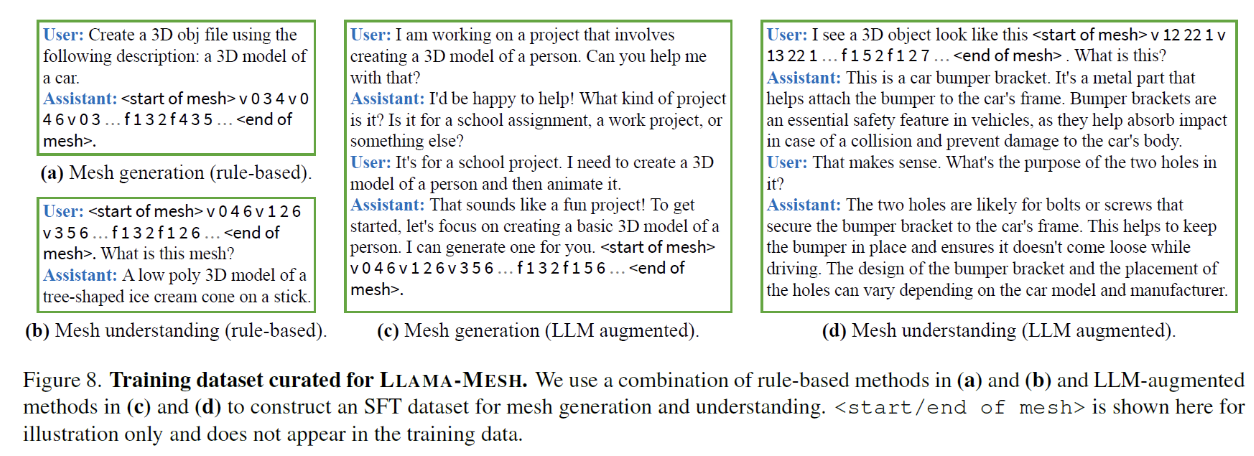 User: Create a 3D obj file using the
following description: a 3D model of
a car.
Assistant: <start of mesh> v 0 3 4 v 0
4 6 v 0 3 … f 1 3 2 f 4 3 5 … <end of
mesh>.
(a) Mesh generation (rule-based).
User: <start of mesh> v 0 4 6 v 1 2 6
v 3 5 6 … f 1 3 2 f 1 2 6 … <end of
mesh>. What is this mesh?
Assistant: A low poly 3D model of a
tree-shaped ice cream cone on a stick.
(b) Mesh understanding (rule-based).
User: I am working on a project that involves
creating a 3D model of a person. Can you help me
with that?
Assistant: I'd be happy to help! What kind of project
is it? Is it for a school assignment, a work project, or
something else?
User: It's for a school project. I need to create a 3D
model of a person and then animate it.
Assistant: That sounds like a fun project! To get
started, let's focus on creating a basic 3D model of a
person. I can generate one for you. <start of mesh>
v 0 4 6 v 1 2 6 v 3 5 6 … f 1 3 2 f 1 5 6 … <end of
mesh>.
(c) Mesh generation (LLM augmented).
User: I see a 3D object look like this <start of mesh> v 12 22 1 v
13 22 1 … f 1 5 2 f 1 2 7 … <end of mesh> . What is this?
Assistant: This is a car bumper bracket. It's a metal part that
helps attach the bumper to the car's frame. Bumper brackets are
an essential safety feature in vehicles, as they help absorb impact
in case of a collision and prevent damage to the car's body.
User: That makes sense. What's the purpose of the two holes in
it?
Assistant: The two holes are likely for bolts or screws that
secure the bumper bracket to the car's frame. This helps to keep
the bumper in place and ensures it doesn't come loose while
driving. The design of the bumper bracket and the placement of
the holes can vary depending on the car model and manufacturer.
(d) Mesh understanding (LLM augmented).
Figure 8. Training dataset curated for LLAMA-MESH. We use a combination of rule-based methods in (a) and (b) and LLM-augmented
methods in (c) and (d) to construct an SFT dataset for mesh generation and understanding. <start/end of mesh> is shown here for
illustration only and does not appear in the training data.